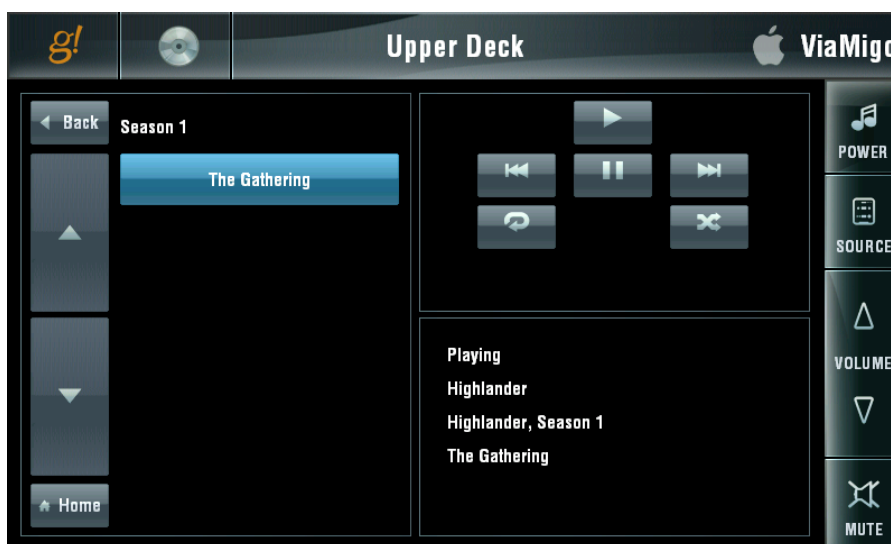 g!
Upper Deck
ViaMigo
Back
Season 1
The Gathering
Home
Playing
Highlander
Highlander, Season 1
The Gathering
POWER
SOURCE
VOLUME
MUTE